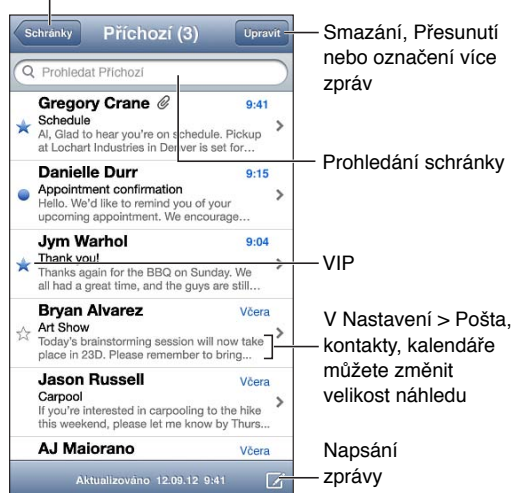 Schránky
Příchozí (3)
Upravit
Prohledat Příchozí
Gregory Crane
9:41
Schedule
Al, Glad to hear you're on schedule. Pickup
at Lochart Industries in Denver is set for…
Danielle Durr
9:15
Appointment confirmation
Hello. We'd like to remind you of your
upcoming appointment. We encourage…
Jym Warhol
9:04
Thank you!
Thanks again for the BBQ on Sunday. We
all had a great time, and the guys are still…
Bryan Alvarez
Včera
Art Show
Today's brainstorming session will now take
place in 23D. Please remember to bring...
Jason Russell
Včera
Carpool
If you're interested in carpooling to the hike
this weekend, please let me know by Thurs...
AJ Maiorano
Včera
Aktualizováno 12.09.12 9:41
Smazání, Přesunutí
nebo označení více
zpráv
Prohledání schránky
VIP
V Nastavení > Pošta,
kontakty, kalendáře
můžete změnit
velikost náhledu
Napsání
zprávy